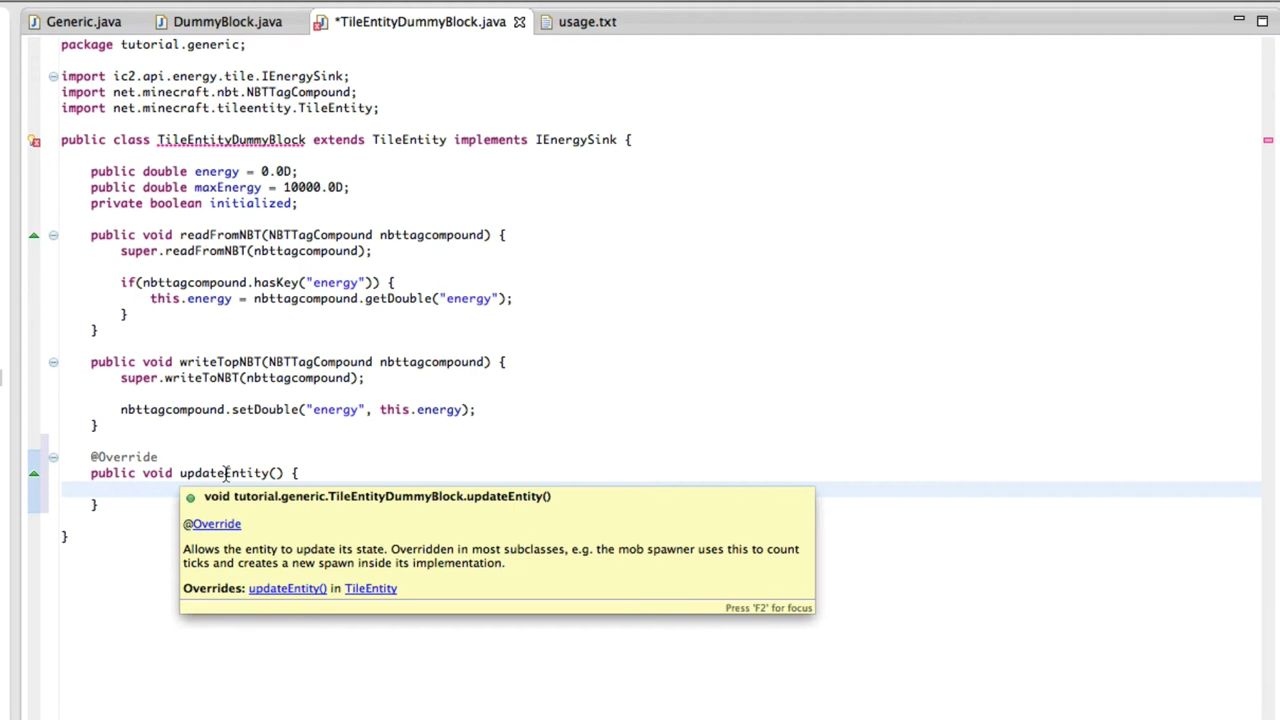 Generic.java DummyBlock.java *TileEntityDummyBlock.java usage.txt
package tutorial.generic;
import ic2.api.energy.tile.IEnergySink;
import net.minecraft.nbt.NBTTagCompound;
import net.minecraft.tileentity.TileEntity;
public class TileEntityDummyBlock extends TileEntity implements IEnergySink {
public double energy = 0.0D;
public double maxEnergy = 10000.0D;
private boolean initialized;
public void readFromNBT(NBTTagCompound nbttagcompound) {
super.readFromNBT(nbttagcompound);
if(nbttagcompound.hasKey("energy")) {
this.energy = nbttagcompound.getDouble("energy");
}
}
public void writeTopNBT(NBTTagCompound nbttagcompound) {
super.writeToNBT(nbttagcompound);
nbttagcompound.setDouble("energy", this.energy);
}
@Override
public void updateEntity() {
void tutorial.generic.TileEntityDummyBlock.updateEntity()
@Override
Allows the entity to update its state. Overridden in most subclasses, e.g. the mob spawner uses this to count
ticks and creates a new spawn inside its implementation.
Overrides: updateEntity() in TileEntity
Press 'F2' for focus
}
}